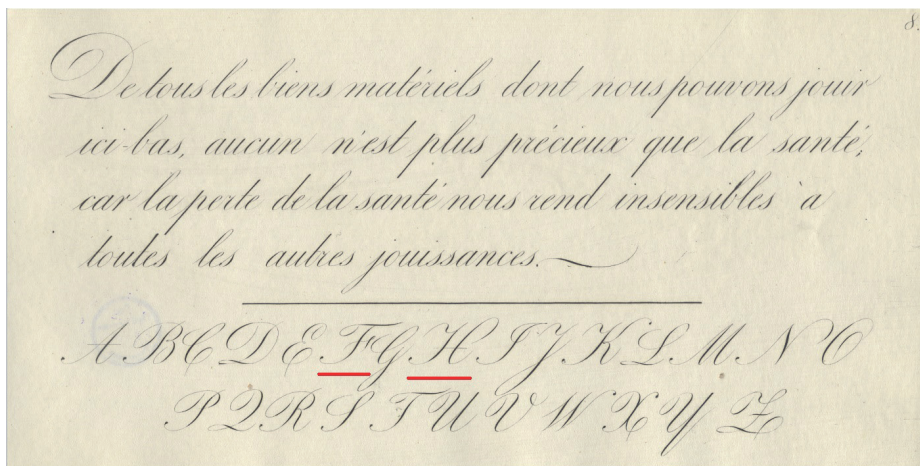 8.
De tous les biens matériels dont nous pouvons jouir
ici-bas, aucun n'est plus précieux que la santé;
car la perte de la santé nous rend insensibles à
toutes les autres jouissances.
A B C D E F G H I J K L M N O
P Q R S T U V W X Y Z